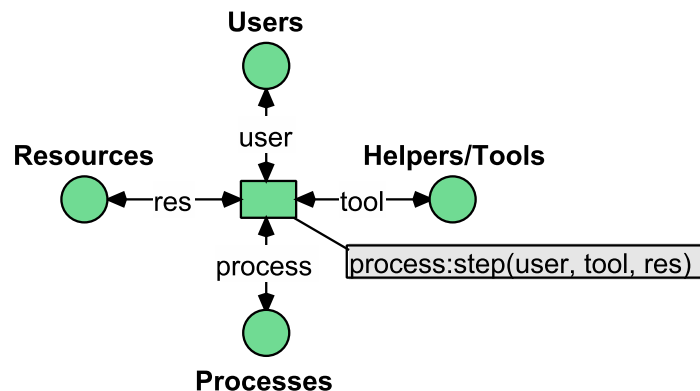 Users
user
Resources
Helpers/Tools
res
tool
process
process:step(user, tool, res)
Processes